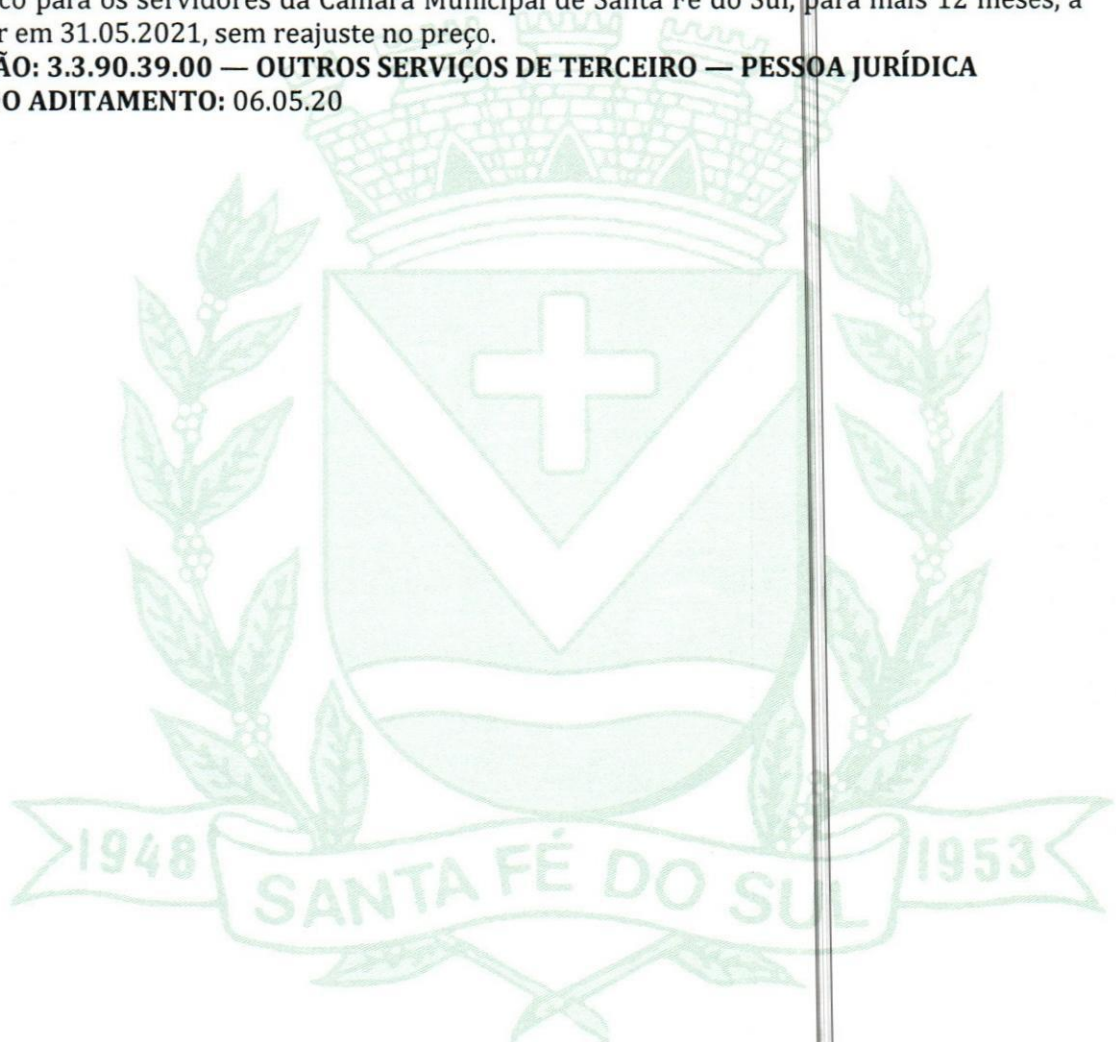 co para os servidores da Câmara Municipal de Santa Fé do Sul, para mais 12 meses, a
r em 31.05.2021, sem reajuste no preço.
ÃO: 3.3.90.39.00 — OUTROS SERVIÇOS DE TERCEIRO — PESSOA JURÍDICA
O ADITAMENTO: 06.05.20
1948
SANTA FÉ DO SUL
1953